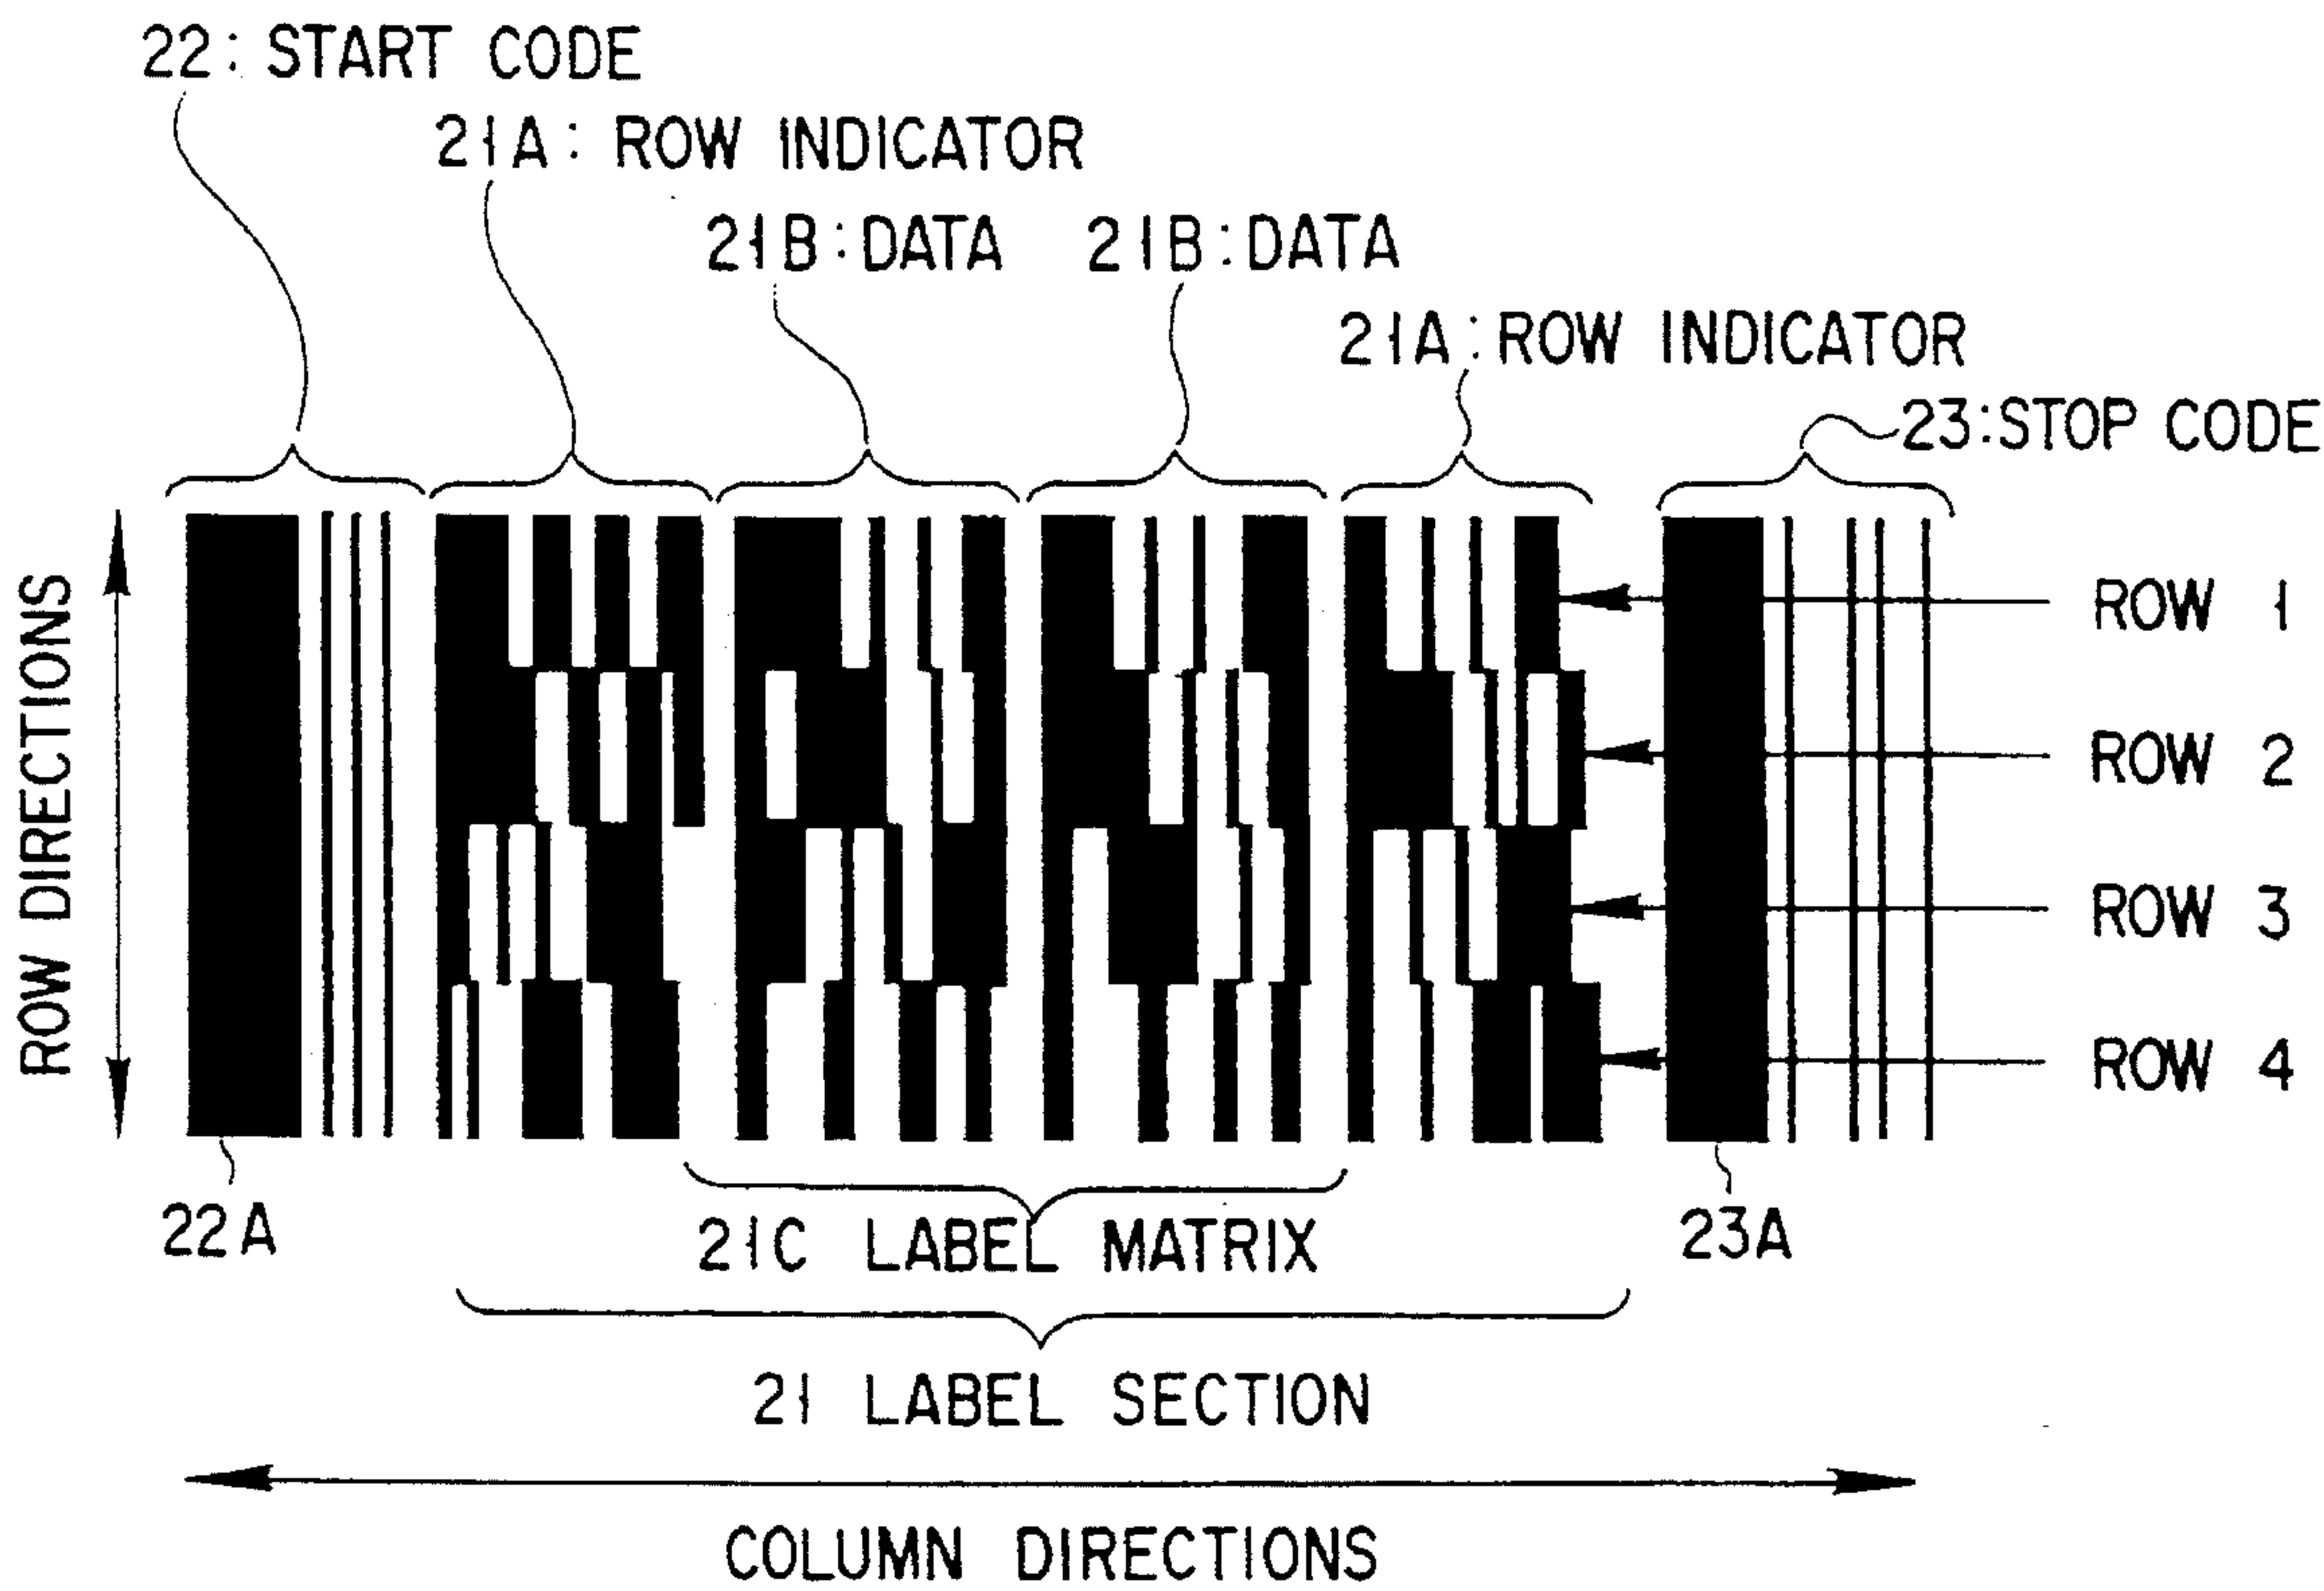 22: START CODE
21A: ROW INDICATOR
21B:DATA 21B:DATA
21A:ROW INDICATOR
23:STOP CODE
ROW DIRECTIONS
ROW 1
ROW 2
ROW 3
ROW 4
22A
23A
21C LABEL MATRIX
21 LABEL SECTION
COLUMN DIRECTIONS